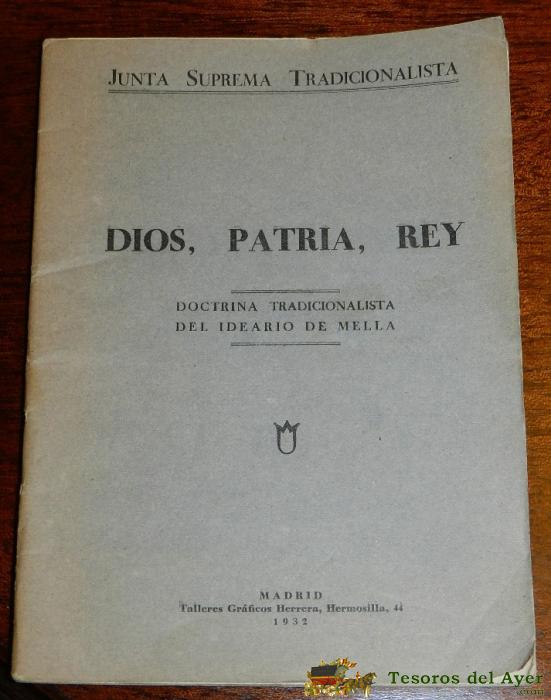 JUNTA SUPREMA TRADICIONALISTA
DIOS, PATRIA, REY
DOCTRINA TRADICIONALISTA
DEL IDEARIO DE MELLA
MADRID
Talleres Gráficos Herrera, Hermosilla, 44
1932
Tesoros del Ayer
.com